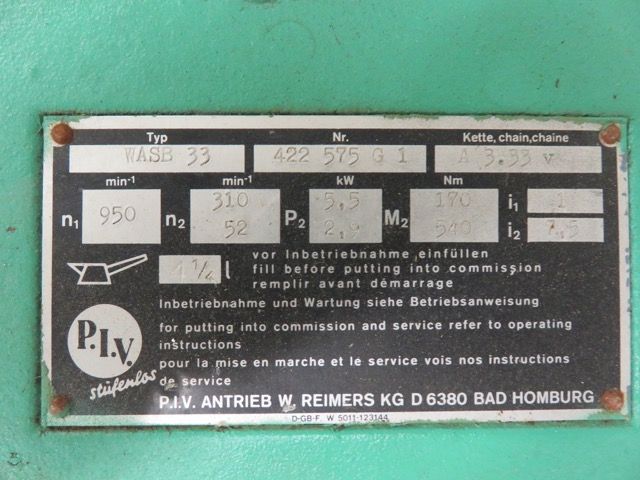 Typ Nr. Kette, chain, chaine
WASB 33 422 575 G 1 A 3.33 v
min-1 min-1 kW Nm
n1 950 n2 310 P2 5,5 M2 170 i1 1
52 2,9 540 i2 7,5
1/4 l
vor Inbetriebnahme einfüllen
fill before putting into commission
remplir avant démarrage
Inbetriebnahme und Wartung siehe Betriebsanweisung
for putting into commission and service refer to operating
instructions
pour la mise en marche et le service vois nos instructions
de service
P.I.V.
stufenlos
P.I.V. ANTRIEB W. REIMERS KG D 6380 BAD HOMBURG
D-GB-F. W 5011-123144